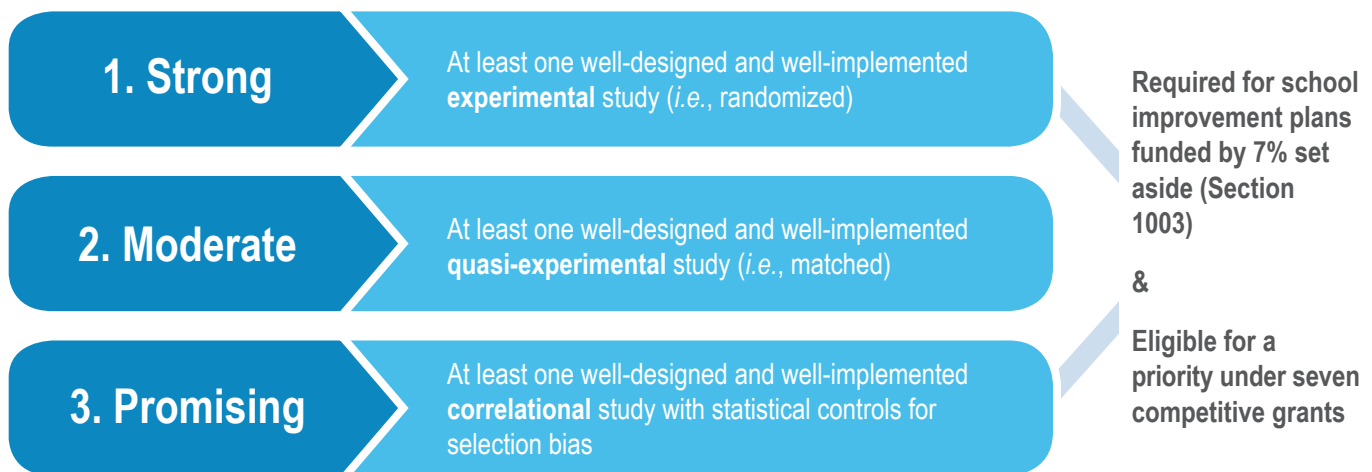 1. Strong
At least one well-designed and well-implemented
experimental study (i.e., randomized)
2. Moderate
At least one well-designed and well-implemented
quasi-experimental study (i.e., matched)
3. Promising
At least one well-designed and well-implemented
correlational study with statistical controls for
selection bias
Required for school
improvement plans
funded by 7% set
aside (Section
1003)
&
Eligible for a
priority under seven
competitive grants